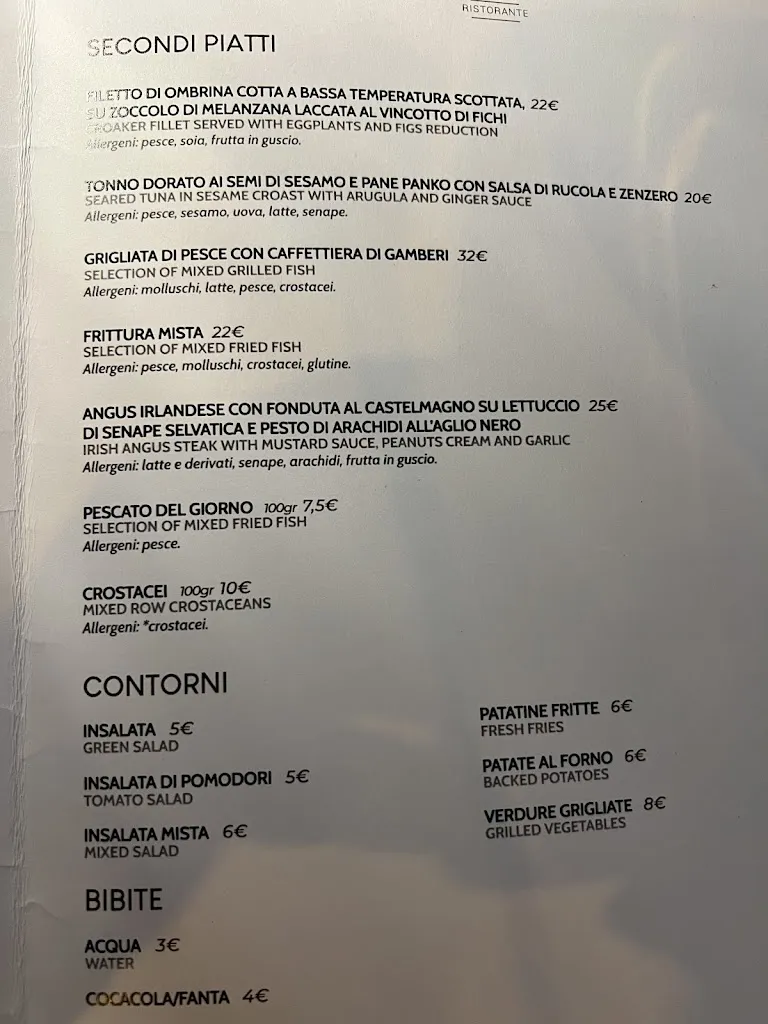 RISTORANTE
SECONDI PIATTI
FILETTO DI OMBRINA COTTA A BASSA TEMPERATURA SCOTTATA, 22€
SU ZOCCOLO DI MELANZANA LACCATA AL VINCOTTO DI FICHI
CROAKER FILLET SERVED WITH EGGPLANTS AND FIGS REDUCTION
Allergeni: pesce, soia, frutta in guscio.
TONNO DORATO AI SEMI DI SESAMO E PANE PANKO CON SALSA DI RUCOLA E ZENZERO 20€
SEARED TUNA IN SESAME CROAST WITH ARUGULA AND GINGER SAUCE
Allergeni: pesce, sesamo, uova, latte, senape.
GRIGLIATA DI PESCE CON CAFFETTIERA DI GAMBERI 32€
SELECTION OF MIXED GRILLED FISH
Allergeni: molluschi, latte, pesce, crostacei.
FRITTURA MISTA 22€
SELECTION OF MIXED FRIED FISH
Allergeni: pesce, molluschi, crostacei, glutine.
ANGUS IRLANDESE CON FONDUTA AL CASTELMAGNO SU LETTUCCIO 25€
DI SENAPE SELVATICA E PESTO DI ARACHIDI ALL'AGLIO NERO
IRISH ANGUS STEAK WITH MUSTARD SAUCE, PEANUTS CREAM AND GARLIC
Allergeni: latte e derivati, senape, arachidi, frutta in guscio.
PESCATO DEL GIORNO 100gr 7,5€
SELECTION OF MIXED FRIED FISH
Allergeni: pesce.
CROSTACEI 100gr 10€
MIXED ROW CROSTACEANS
Allergeni: *crostacei.
CONTORNI
INSALATA 5€
GREEN SALAD
INSALATA DI POMODORI 5€
TOMATO SALAD
INSALATA MISTA 6€
MIXED SALAD
PATATINE FRITTE 6€
FRESH FRIES
PATATE AL FORNO 6€
BACKED POTATOES
VERDURE GRIGLIATE 8€
GRILLED VEGETABLES
BIBITE
ACQUA 3€
WATER
COCACOLA/FANTA 4€